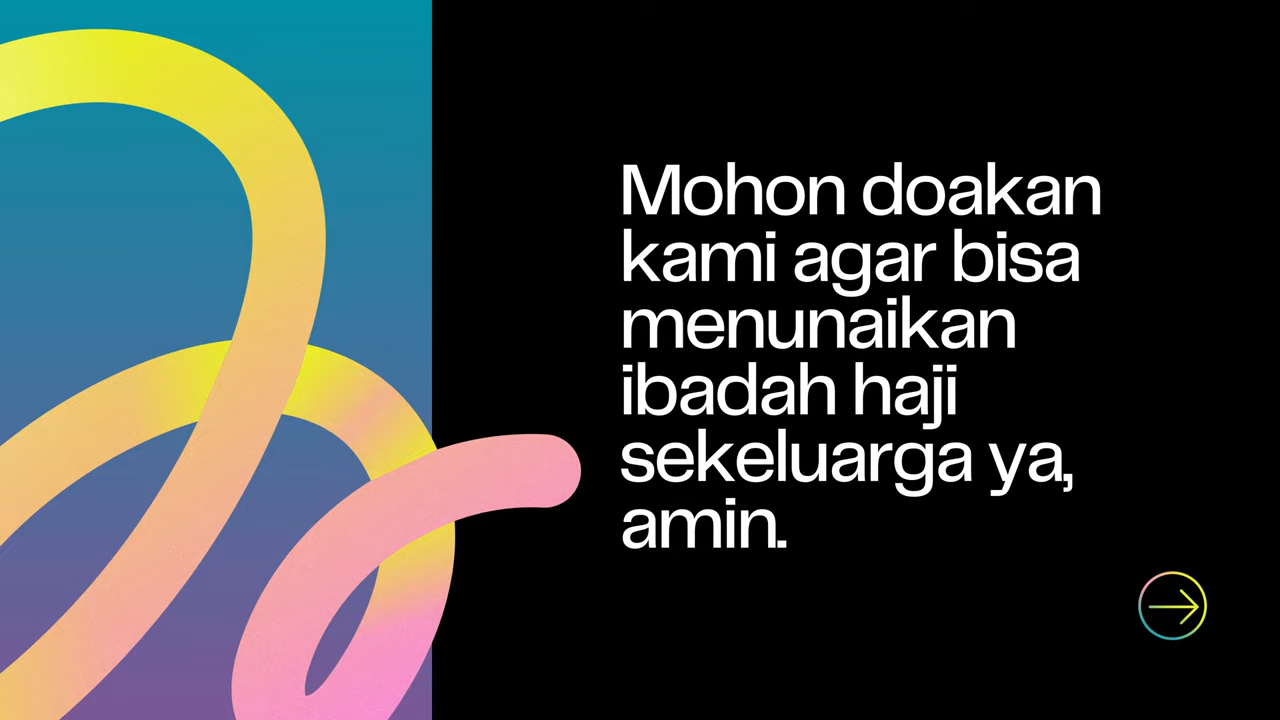 Mohon doakan
kami agar bisa
menunaikan
ibadah haji
sekeluarga ya,
amin.